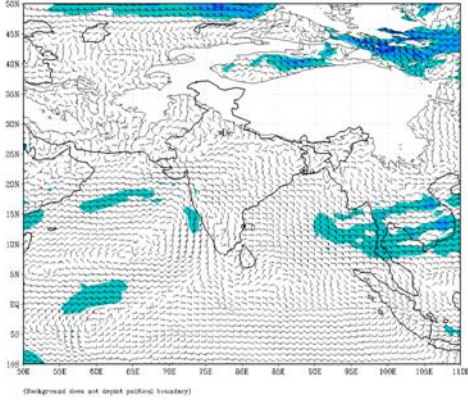 50N
45N
40N
35N
30N
25N
20N
15N
10N
5N
EQ
5S
10S
50E 55E 60E 65E 70E 75E 80E 85E 90E 95E 100E 105E 110E
(Background does not depict political boundary)